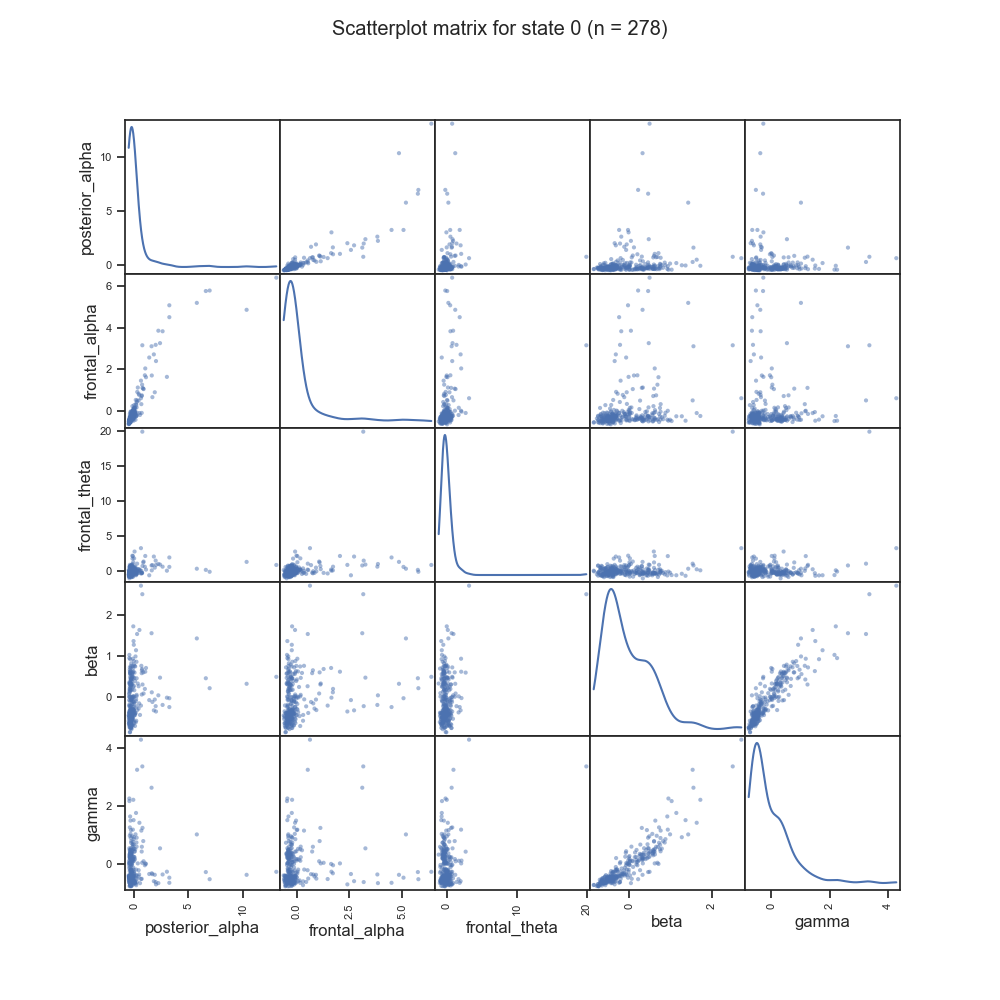 Scatterplot matrix for state 0 (n = 278)
posterior_alpha
10
5
0
frontal_alpha
6
4
2
0
frontal_theta
20
15
10
5
0
beta
2
1
0
gamma
4
2
0
0 5 10 0.0 2.5 5.0 0 10 20 0 2 0 2 4
posterior_alpha frontal_alpha frontal_theta beta gamma